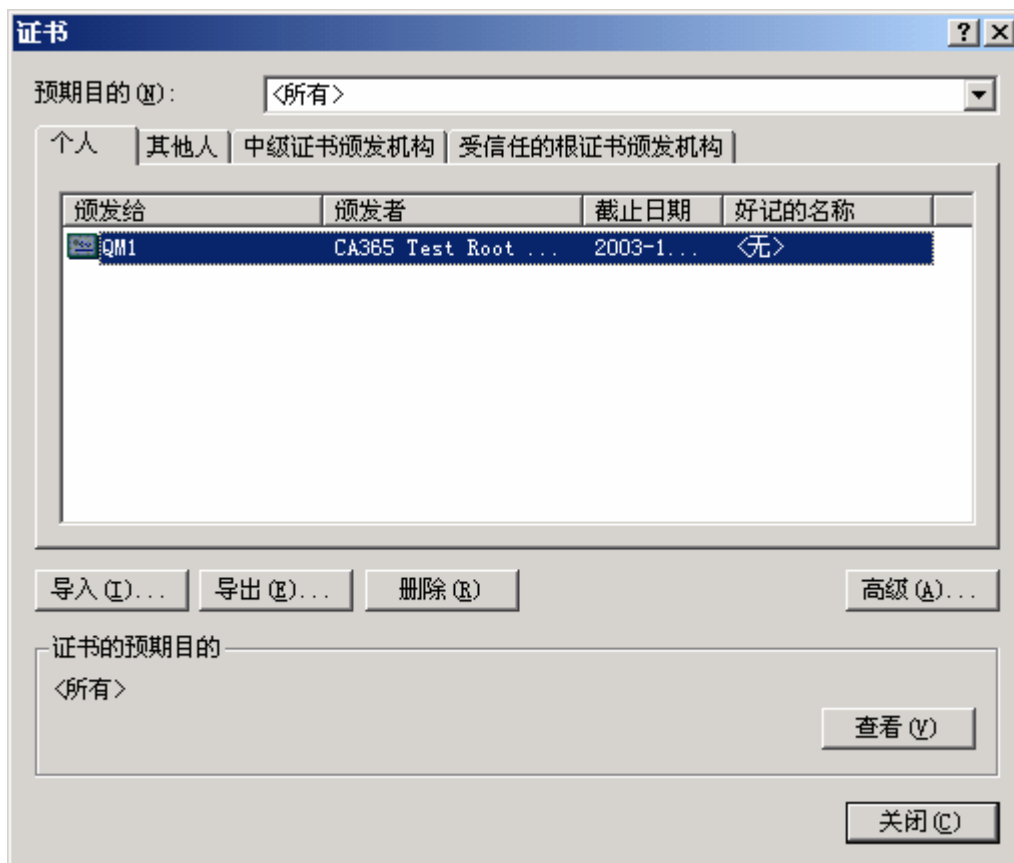 证书
预期目的(N): <所有>
个人 其他人 中级证书颁发机构 受信任的根证书颁发机构
颁发给 颁发者 截止日期 好记的名称
QM1 CA365 Test Root ... 2003-1... <无>
导入(I)... 导出(E)... 删除(R) 高级(A)...
证书的预期目的
<所有>
查看(V)
关闭(C)